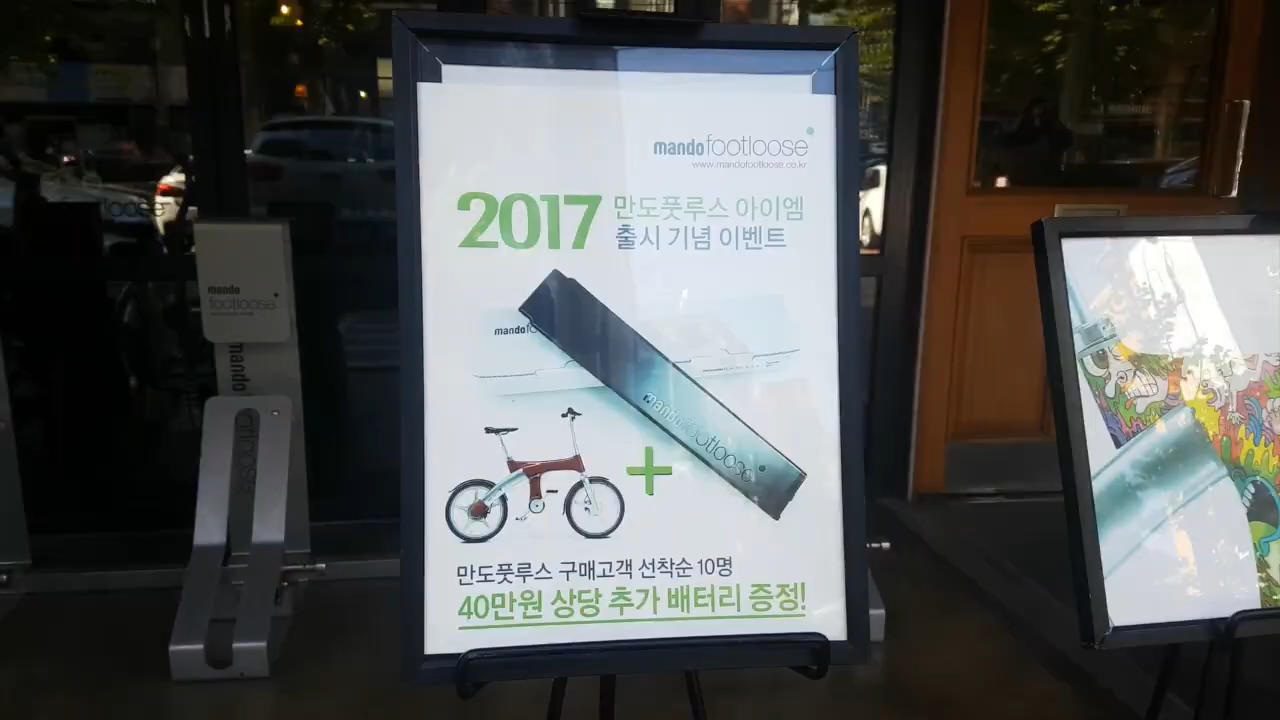 mandofootloose
www.mandofootloose.co.kr
2017 만도풋루스 아이엠
출시 기념 이벤트
mandofo
mandofootloose
+
만도풋루스 구매고객 선착순 10명
40만원 상당 추가 배터리 증정!
mando
footloose
mando